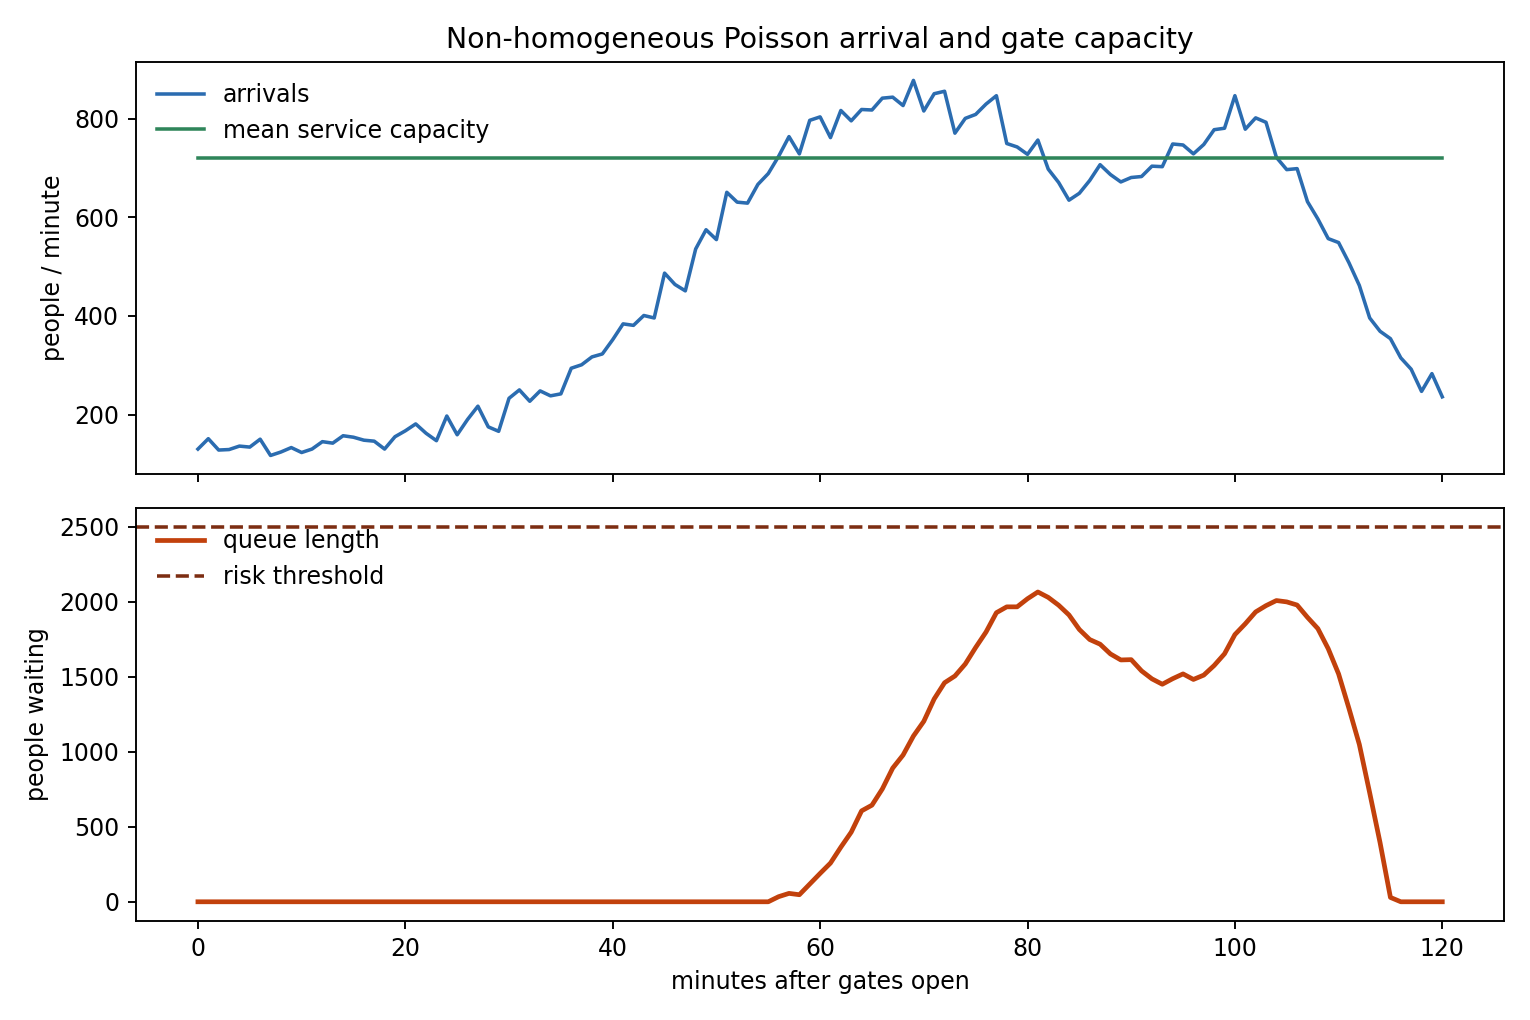 Non-homogeneous Poisson arrival and gate capacity
people / minute
800
600
400
200
arrivals
mean service capacity
people waiting
2500
2000
1500
1000
500
0
queue length
risk threshold
0 20 40 60 80 100 120
minutes after gates open